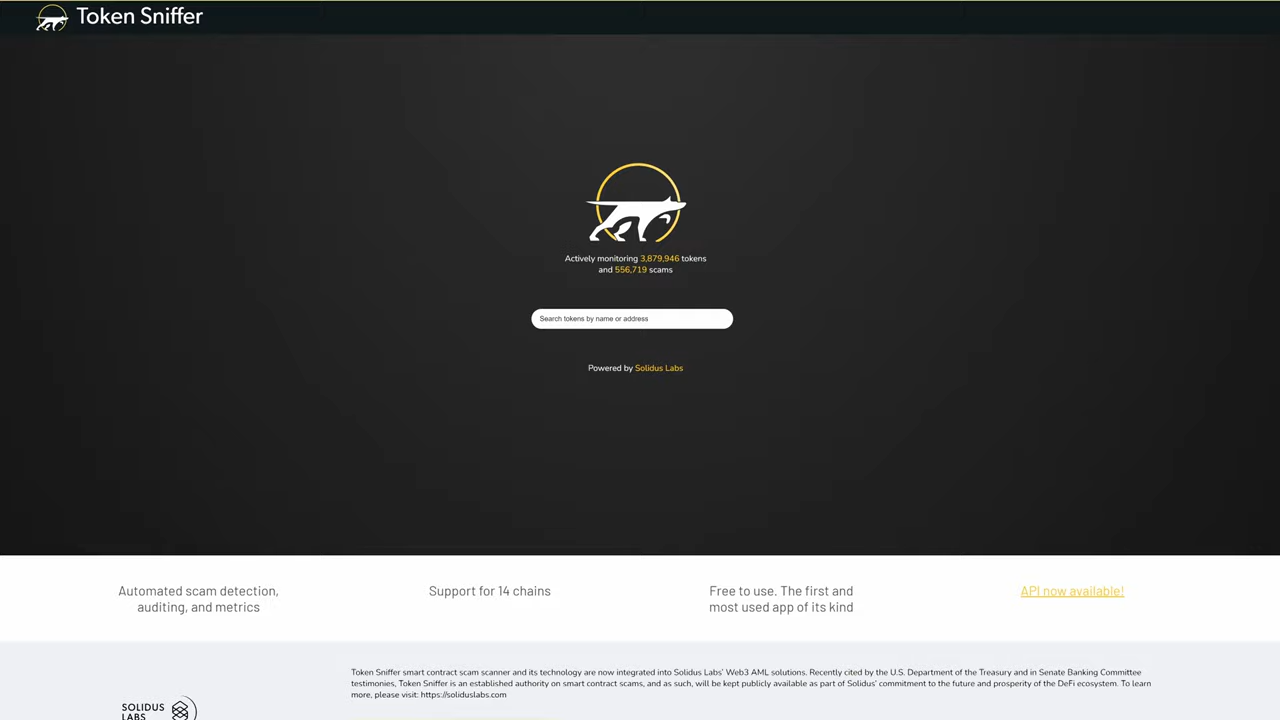 Token Sniffer
Actively monitoring 3,879,946 tokens
and 556,719 scams
Search tokens by name or address
Powered by Solidus Labs
Automated scam detection,
auditing, and metrics
Support for 14 chains
Free to use. The first and
most used app of its kind
API now available!
Token Sniffer smart contract scam scanner and its technology are now integrated into Solidus Labs' Web3 AML solutions. Recently cited by the U.S. Department of the Treasury and in Senate Banking Committee
testimonies, Token Sniffer is an established authority on smart contract scams, and as such, will be kept publicly available as part of Solidus' commitment to the future and prosperity of the DeFi ecosystem. To learn
more, please visit: https://soliduslabs.com
SOLIDUS
LABS